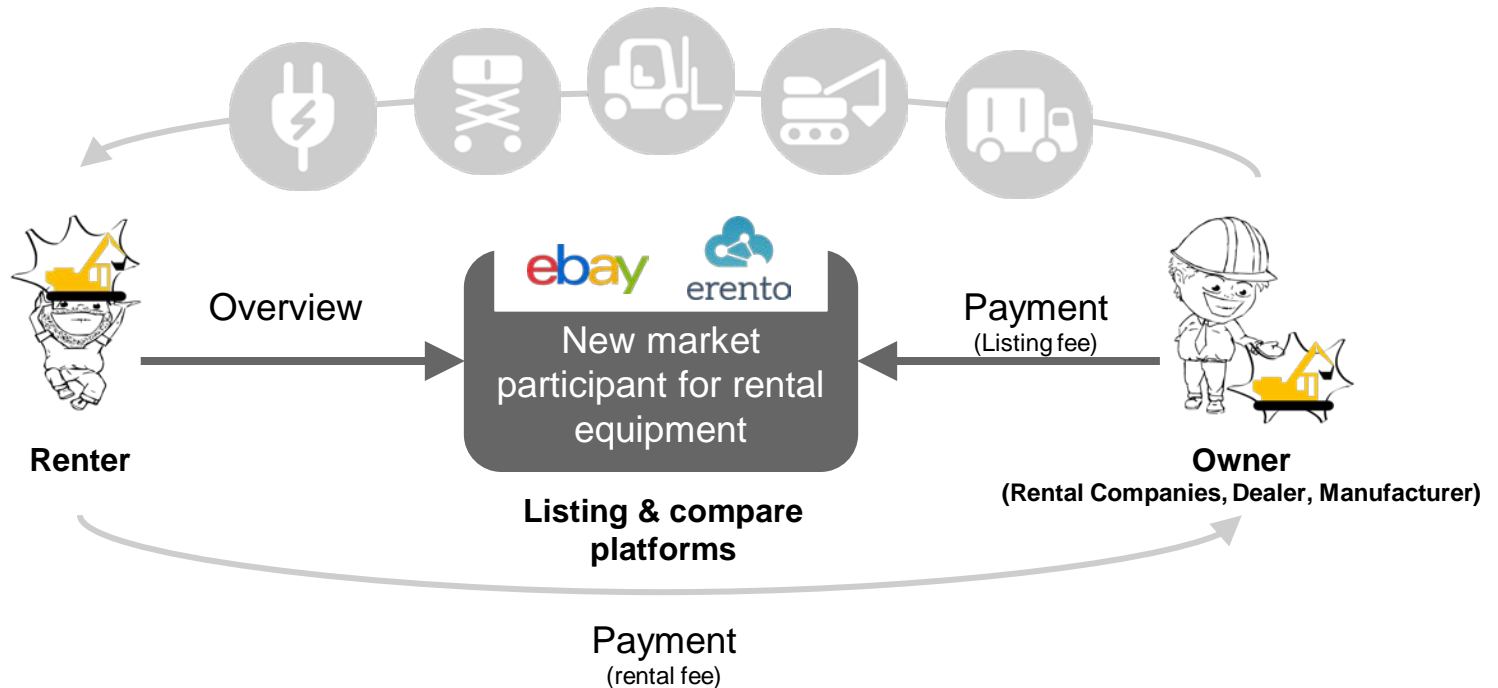 ebay
erento
Overview
Payment
(Listing fee)
New market
participant for rental
equipment
Renter
Owner
(Rental Companies, Dealer, Manufacturer)
Listing & compare
platforms
Payment
(rental fee)